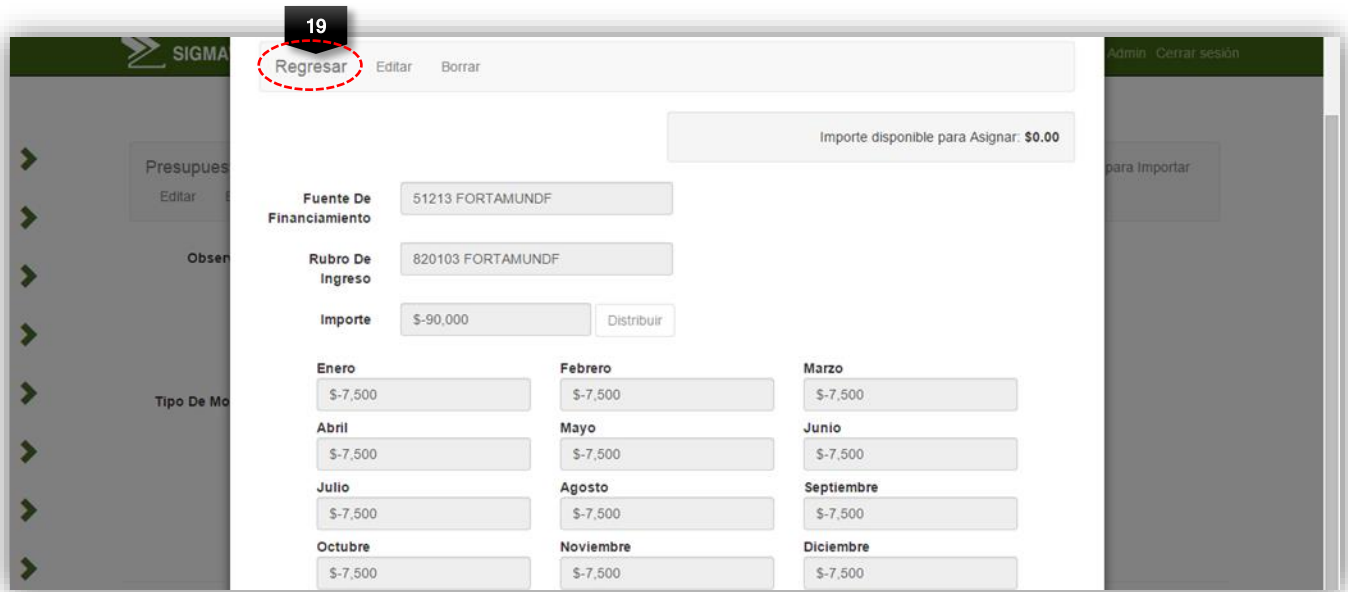 19
SIGMA
Admin Cerrar sesión
Regresar Editar Borrar
Importe disponible para Asignar: $0.00
Presupues
para Importar
Editar
Fuente De Financiamiento
51213 FORTAMUNDF
Obser
Rubro De Ingreso
820103 FORTAMUNDF
Importe $-90,000 Distribuir
Tipo De Mo
Enero Febrero Marzo
$-7,500 $-7,500 $-7,500
Abril Mayo Junio
$-7,500 $-7,500 $-7,500
Julio Agosto Septiembre
$-7,500 $-7,500 $-7,500
Octubre Noviembre Diciembre
$-7,500 $-7,500 $-7,500